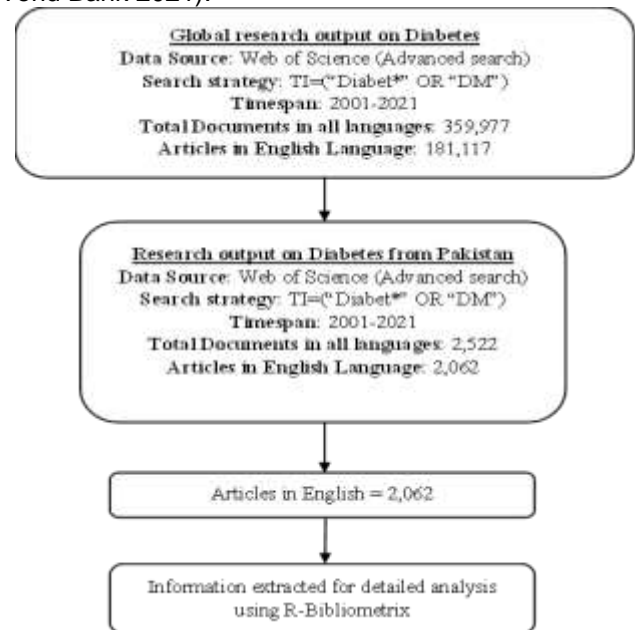 Bank 2021).
Global research output on Diabetes
Data Source: Web of Science (Advanced search)
Search strategy: TI=("Diabet*" OR "DM")
Timespan: 2001-2021
Total Documents in all languages: 359,977
Articles in English Language: 181,117
Research output on Diabetes from Pakistan
Data Source: Web of Science (Advanced search)
Search strategy: TI=("Diabet*" OR "DM")
Timespan: 2001-2021
Total Documents in all languages: 2,522
Articles in English Language: 2,062
Articles in English = 2,062
Information extracted for detailed analysis
using R-Bibliometrix